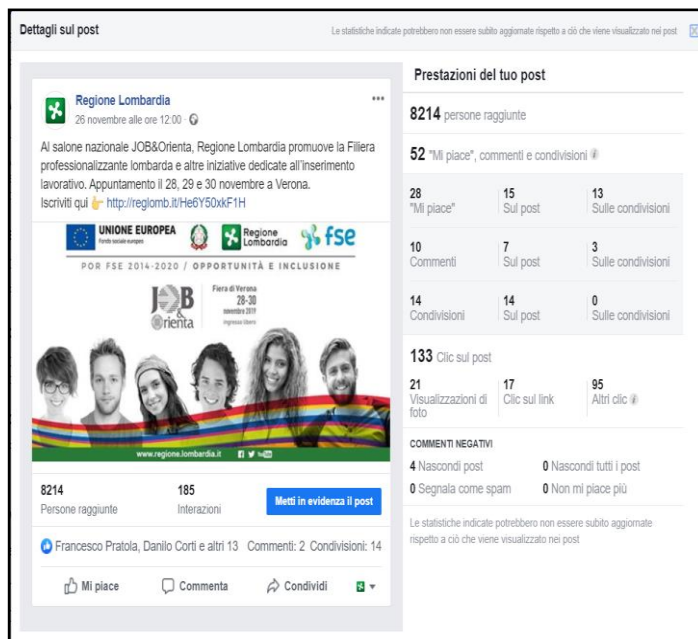 Dettagli sul post
Le statistiche indicate potrebbero non essere subito aggiornate rispetto a ciò che viene visualizzato nei post
Regione Lombardia
26 novembre alle ore 12:00 ·
Al salone nazionale JOB&Orienta, Regione Lombardia promuove la Filiera
professionalizzante lombarda e altre iniziative dedicate all'inserimento
lavorativo. Appuntamento il 28, 29 e 30 novembre a Verona.
Iscriviti qui 👉 http://reglomb.it/He6Y50xkF1H
UNIONE EUROPEA
Fondo sociale europeo
Regione
Lombardia
fse
POR FSE 2014-2020 / OPPORTUNITÀ E INCLUSIONE
JOB
&
Orienta
Fiera di Verona
28-30
novembre 2019
ingresso libero
www.regione.lombardia.it
YouTube
8214
Persone raggiunte
185
Interazioni
Metti in evidenza il post
Francesco Pratola, Danilo Corti e altri 13 Commenti: 2 Condivisioni: 14
Mi piace Commenta Condividi
Prestazioni del tuo post
8214 persone raggiunte
52 "Mi piace", commenti e condivisioni
28 15 13
"Mi piace" Sul post Sulle condivisioni
10 7 3
Commenti Sul post Sulle condivisioni
14 14 0
Condivisioni Sul post Sulle condivisioni
133 Clic sul post
21 17 95
Visualizzazioni di Clic sul link Altri clic
foto
COMMENTI NEGATIVI
4 Nascondi post 0 Nascondi tutti i post
0 Segnala come spam 0 Non mi piace più
Le statistiche indicate potrebbero non essere subito aggiornate
rispetto a ciò che viene visualizzato nei post